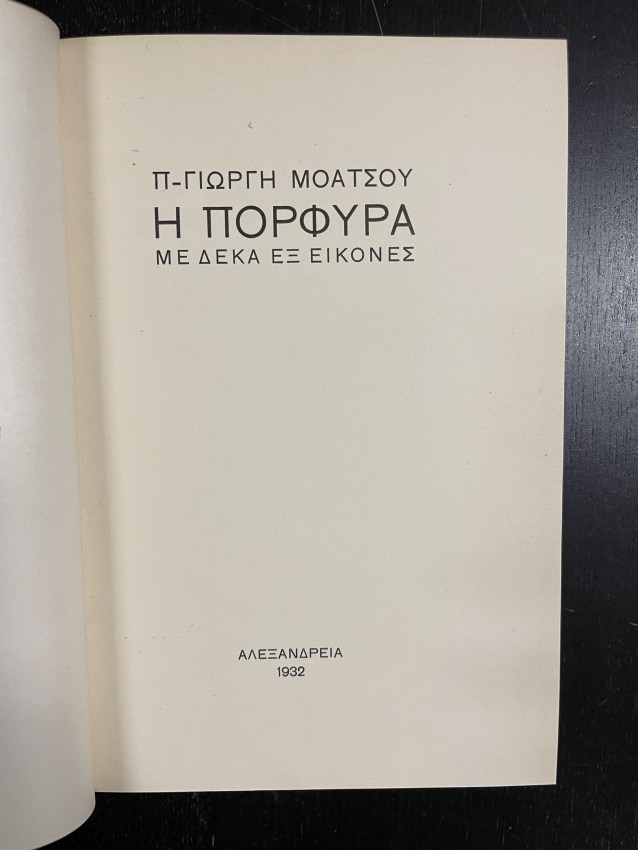 Π-ΓΙΩΡΓΗ ΜΟΑΤΣΟΥ
Η ΠΟΡΦΥΡΑ
ΜΕ ΔΕΚΑ ΕΞ ΕΙΚΟΝΕΣ
ΑΛΕΞΑΝΔΡΕΙΑ
1932